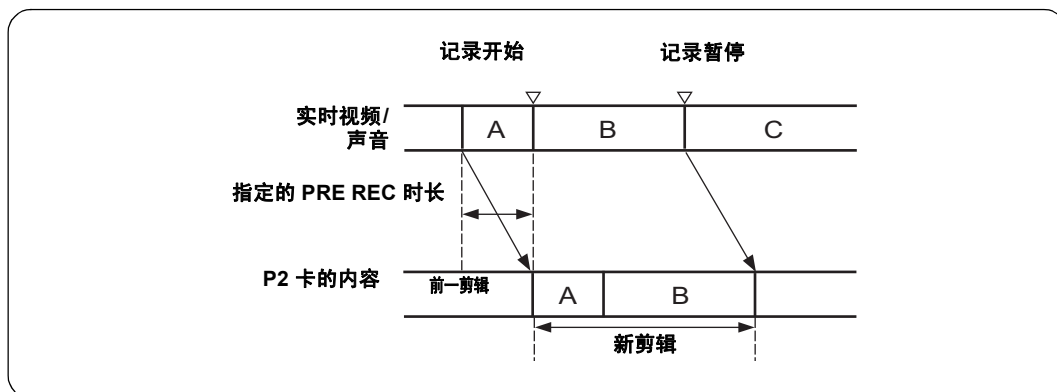 记录开始
记录暂停
实时视频/
声音
A
B
C
指定的 PRE REC 时长
P2 卡的内容
前一剪辑
A
B
新剪辑